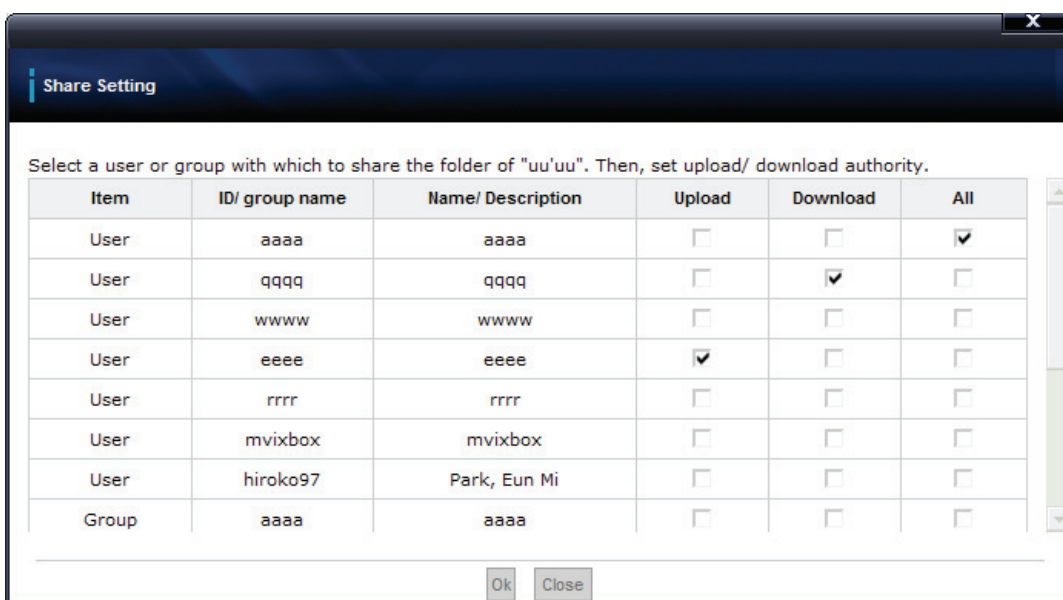 X
Share Setting
Select a user or group with which to share the folder of "uu'uu". Then, set upload/ download authority.
Item ID/ group name Name/ Description Upload Download All
User aaaa aaaa
User qqqq qqqq
User wwww wwww
User eeee eeee
User rrrr rrrr
User mvixbox mvixbox
User hiroko97 Park, Eun Mi
Group aaaa aaaa
Ok Close